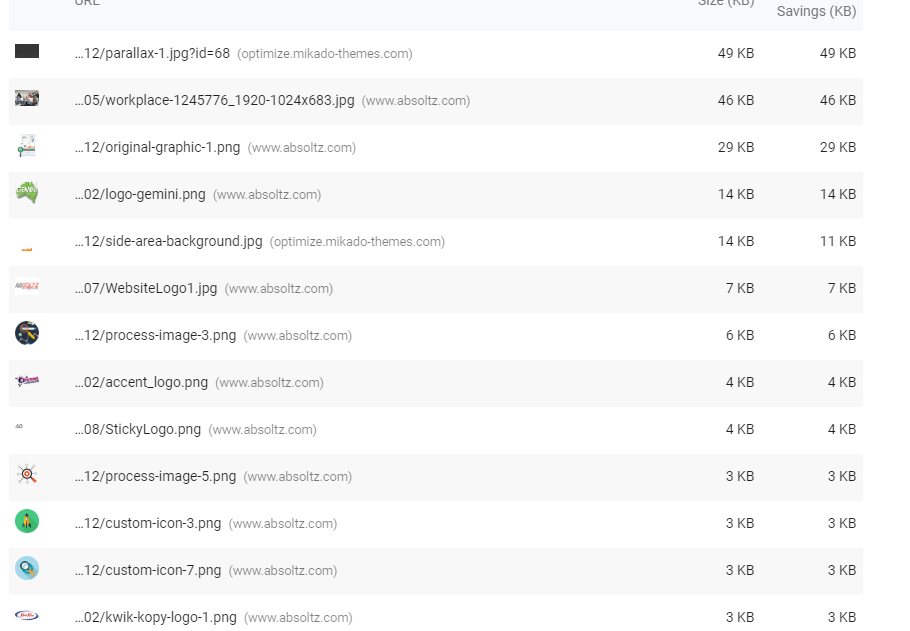 URL
Size (KB)
Savings (KB)
...12/parallax-1.jpg?id=68 (optimize.mikado-themes.com) 49 KB 49 KB
...05/workplace-1245776_1920-1024x683.jpg (www.absoltz.com) 46 KB 46 KB
...12/original-graphic-1.png (www.absoltz.com) 29 KB 29 KB
...02/logo-gemini.png (www.absoltz.com) 14 KB 14 KB
...12/side-area-background.jpg (optimize.mikado-themes.com) 14 KB 11 KB
...07/WebsiteLogo1.jpg (www.absoltz.com) 7 KB 7 KB
...12/process-image-3.png (www.absoltz.com) 6 KB 6 KB
...02/accent_logo.png (www.absoltz.com) 4 KB 4 KB
...08/StickyLogo.png (www.absoltz.com) 4 KB 4 KB
...12/process-image-5.png (www.absoltz.com) 3 KB 3 KB
...12/custom-icon-3.png (www.absoltz.com) 3 KB 3 KB
...12/custom-icon-7.png (www.absoltz.com) 3 KB 3 KB
...02/kwik-kopy-logo-1.png (www.absoltz.com) 3 KB 3 KB